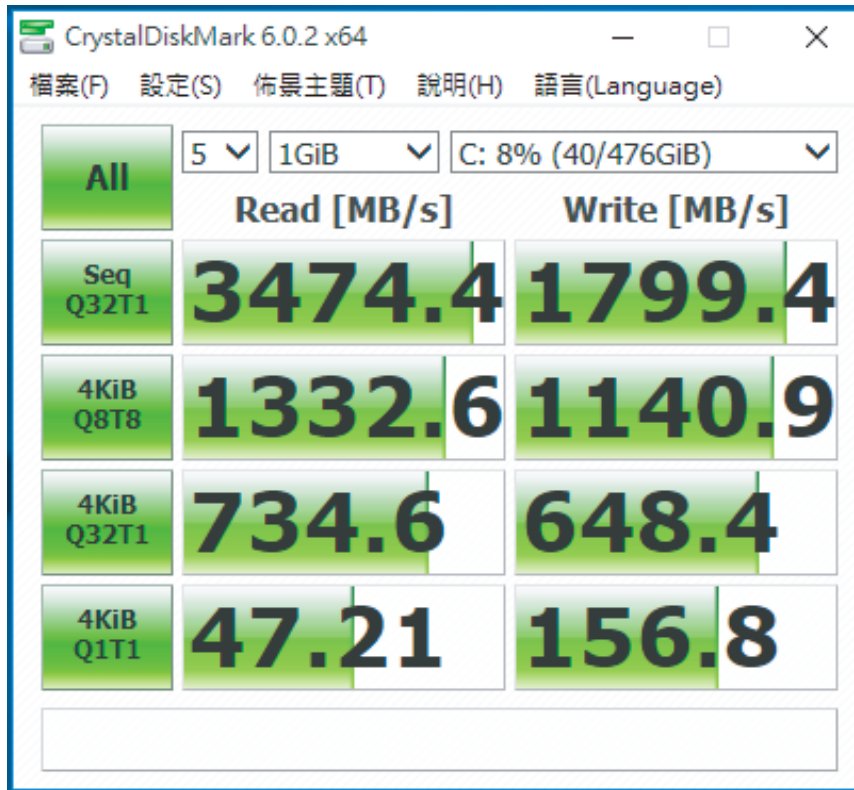 CrystalDiskMark 6.0.2 x64
檔案(F) 設定(S) 佈景主題(T) 說明(H) 語言(Language)
All 5 1GiB C: 8% (40/476GiB)
Read [MB/s] Write [MB/s]
Seq
Q32T1 3474.4 1799.4
4KiB
Q8T8 1332.6 1140.9
4KiB
Q32T1 734.6 648.4
4KiB
Q1T1 47.21 156.8